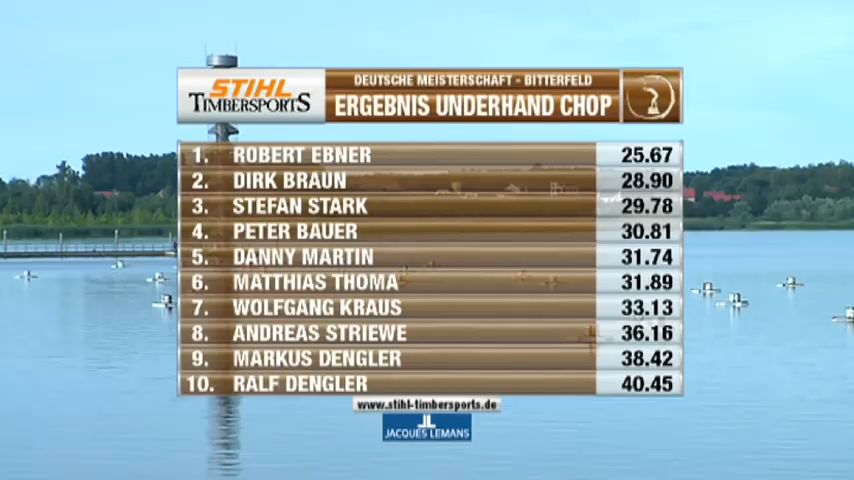 STIHL
TIMBERSPORTS
DEUTSCHE MEISTERSCHAFT - BITTERFELD
ERGEBNIS UNDERHAND CHOP
1. ROBERT EBNER 25.67
2. DIRK BRAUN 28.90
3. STEFAN STARK 29.78
4. PETER BAUER 30.81
5. DANNY MARTIN 31.74
6. MATTHIAS THOMA 31.89
7. WOLFGANG KRAUS 33.13
8. ANDREAS STRIEWE 36.16
9. MARKUS DENGLER 38.42
10. RALF DENGLER 40.45
www.stihl-timbersports.de
JL
JACQUES LEMANS